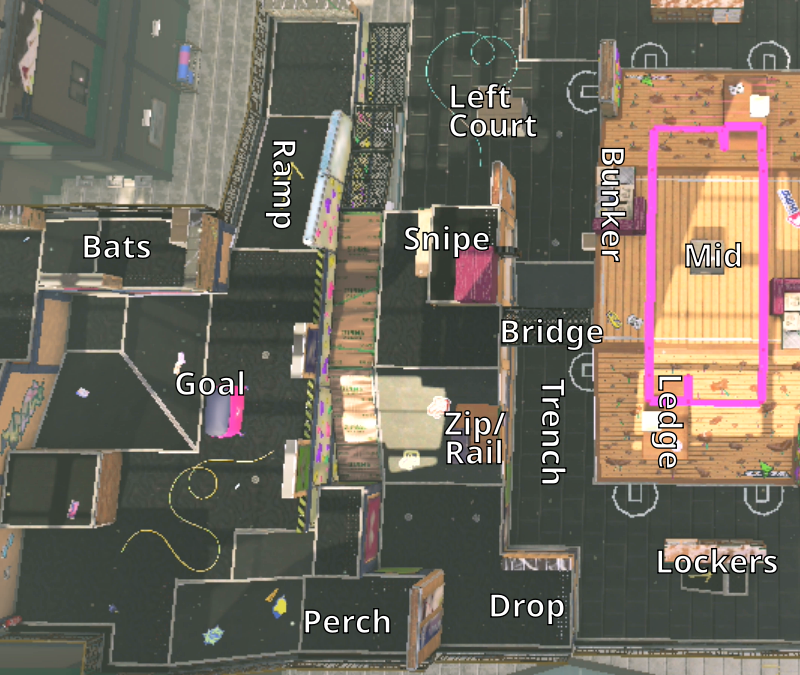 Left
Court
Ramp
Bunker
Bats
Snipe
Mid
Bridge
Goal
Trench
Ledge
Zip/
Rail
Lockers
Perch
Drop